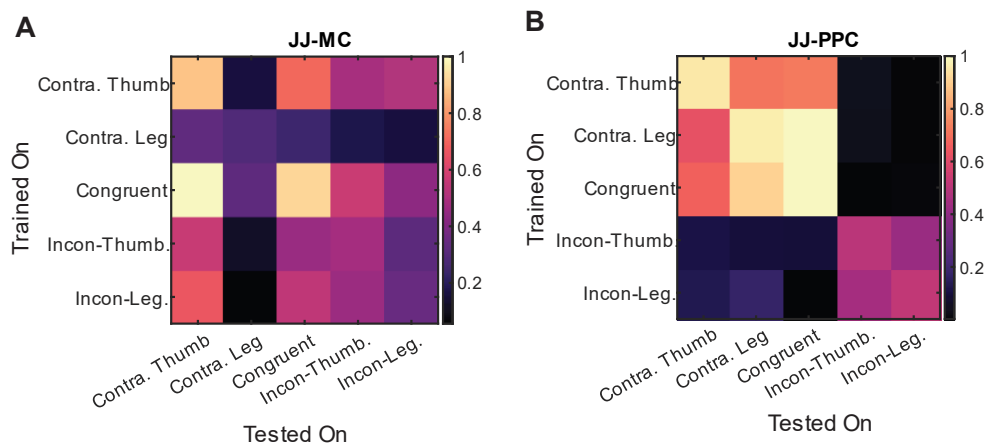 A
JJ-MC
Trained On
Contra. Thumb
Contra. Leg
Congruent
Incon-Thumb.
Incon-Leg.
1
0.8
0.6
0.4
0.2
Contra. Thumb
Contra. Leg
Congruent
Incon-Thumb.
Incon-Leg.
Tested On
B
JJ-PPC
Trained On
Contra. Thumb
Contra. Leg
Congruent
Incon-Thumb.
Incon-Leg.
1
0.8
0.6
0.4
0.2
Contra. Thumb
Contra. Leg
Congruent
Incon-Thumb.
Incon-Leg.
Tested On